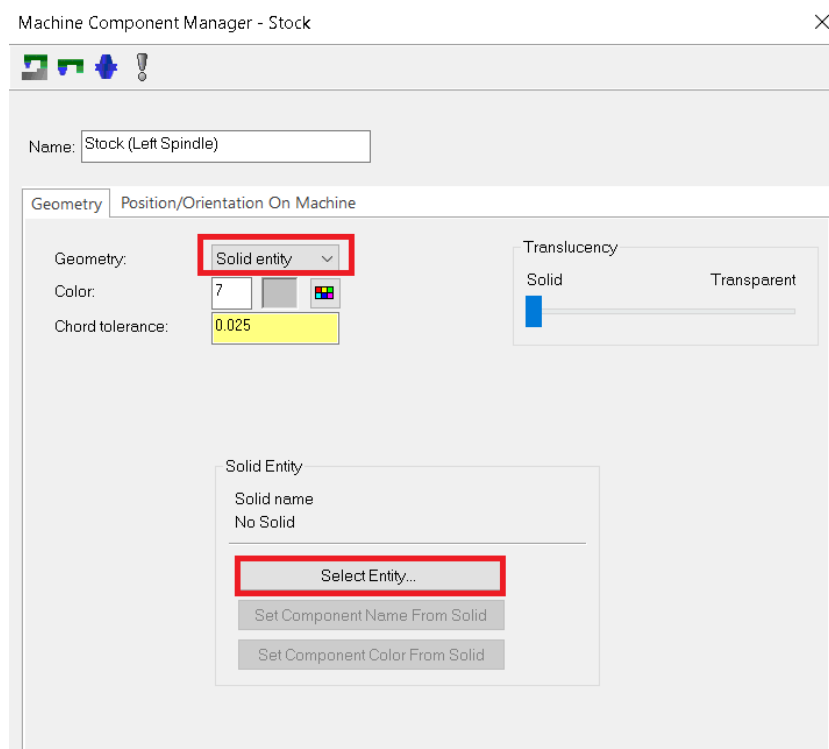 Machine Component Manager - Stock
Name: Stock (Left Spindle)
Geometry Position/Orientation On Machine
Geometry: Solid entity
Color: 7
Chord tolerance: 0.025
Translucency
Solid Transparent
Solid Entity
Solid name
No Solid
Select Entity...
Set Component Name From Solid
Set Component Color From Solid